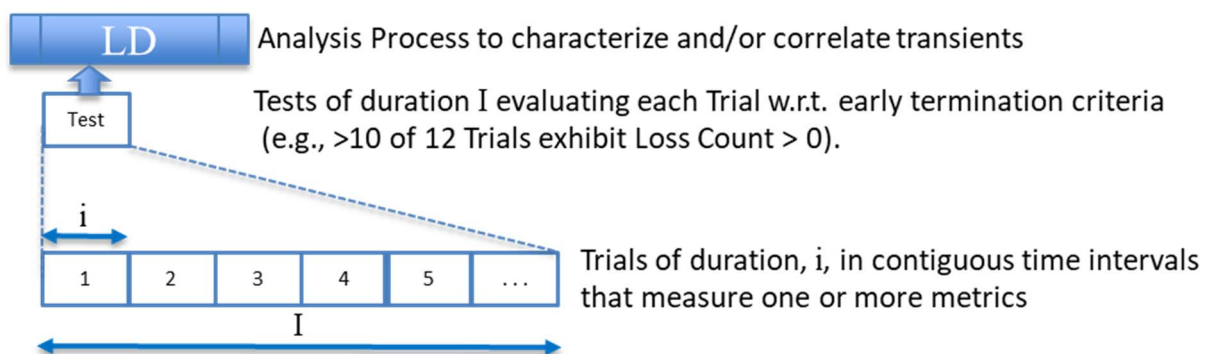 LD
Analysis Process to characterize and/or correlate transients
Test
Tests of duration I evaluating each Trial w.r.t. early termination criteria
(e.g., >10 of 12 Trials exhibit Loss Count > 0).
i
1 2 3 4 5 ...
Trials of duration, i, in contiguous time intervals
that measure one or more metrics
I